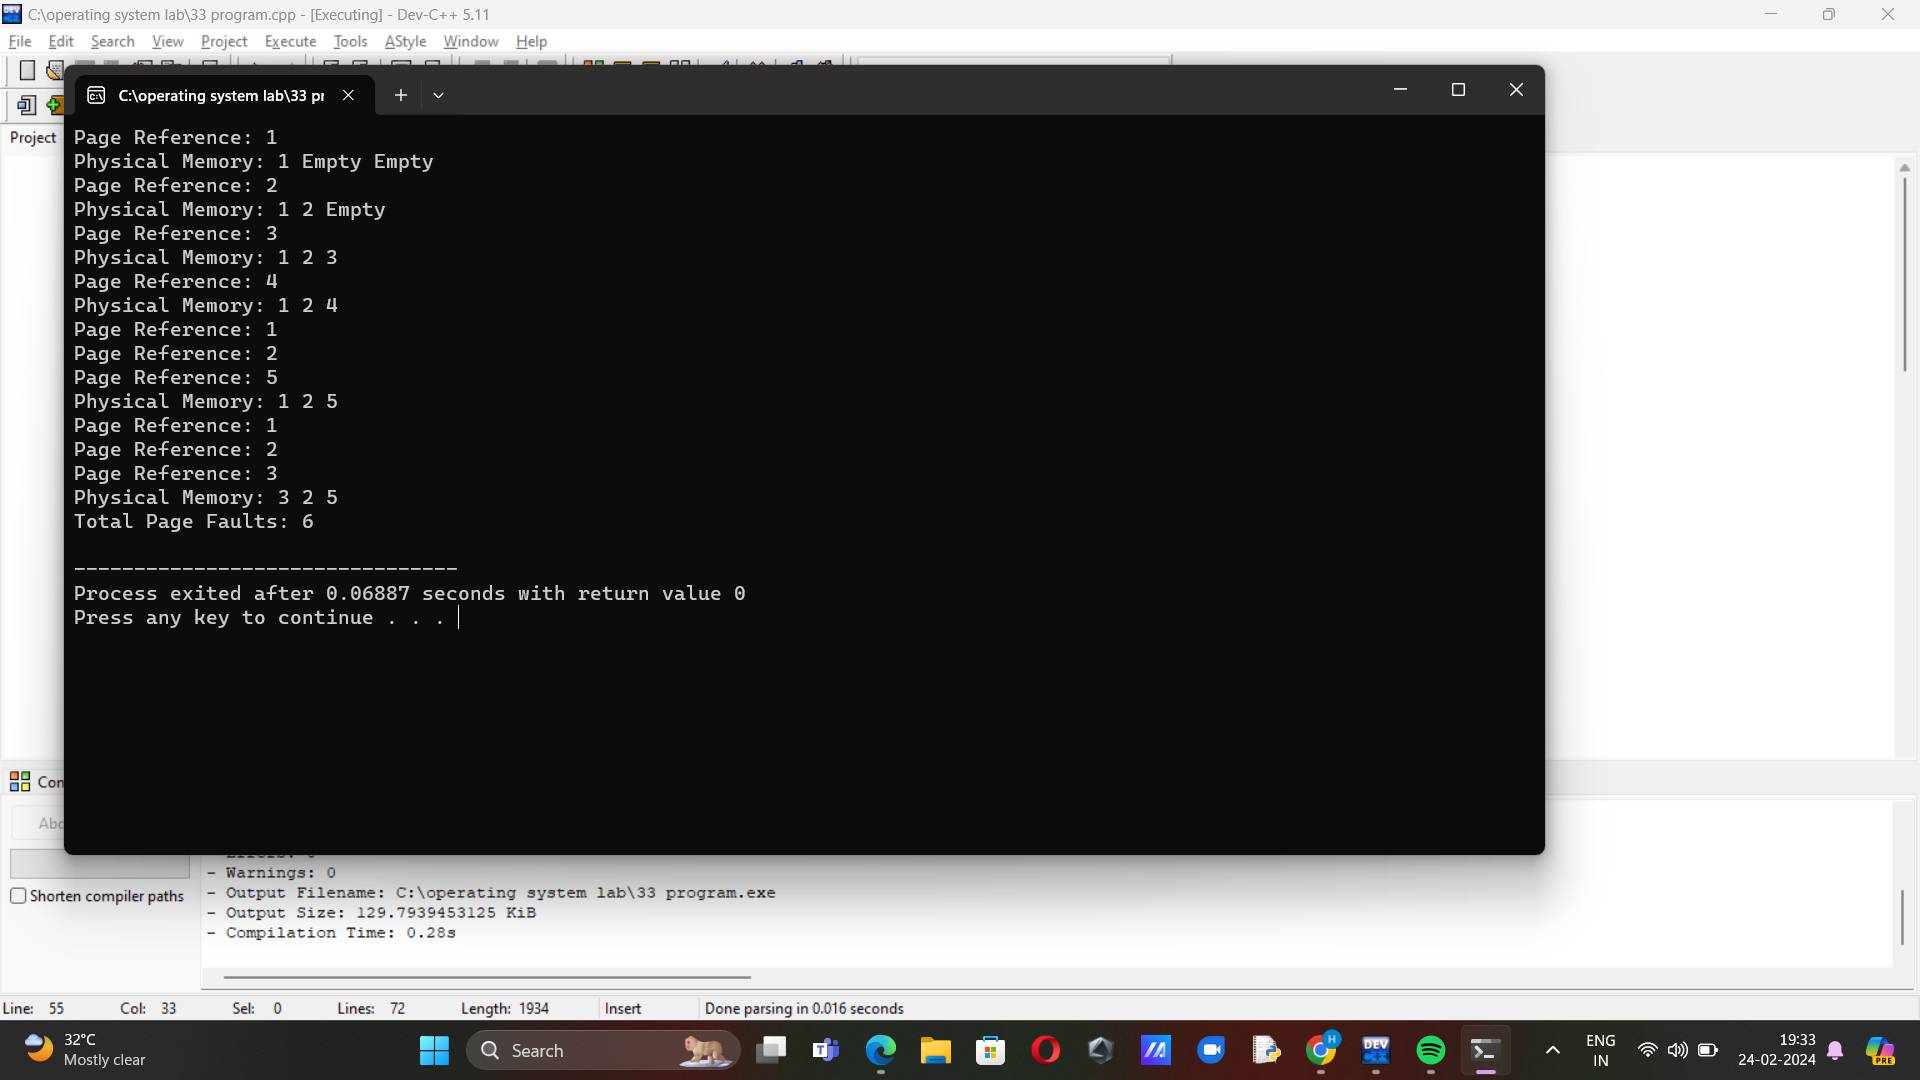 C:\operating system lab\33 program.cpp - [Executing] - Dev-C++ 5.11
File Edit Search View Project Execute Tools AStyle Window Help
C:\operating system lab\33 pr
Project
Page Reference: 1
Physical Memory: 1 Empty Empty
Page Reference: 2
Physical Memory: 1 2 Empty
Page Reference: 3
Physical Memory: 1 2 3
Page Reference: 4
Physical Memory: 1 2 4
Page Reference: 1
Page Reference: 2
Page Reference: 5
Physical Memory: 1 2 5
Page Reference: 1
Page Reference: 2
Page Reference: 3
Physical Memory: 3 2 5
Total Page Faults: 6
--------------------------------
Process exited after 0.06887 seconds with return value 0
Press any key to continue . . .
Con
Abo
- Warnings: 0
- Output Filename: C:\operating system lab\33 program.exe
- Output Size: 129.7939453125 KiB
- Compilation Time: 0.28s
Shorten compiler paths
Line: 55 Col: 33 Sel: 0 Lines: 72 Length: 1934 Insert Done parsing in 0.016 seconds
32°C
Mostly clear
Search
DEV C++
ENG
IN
19:33
24-02-2024
PRE